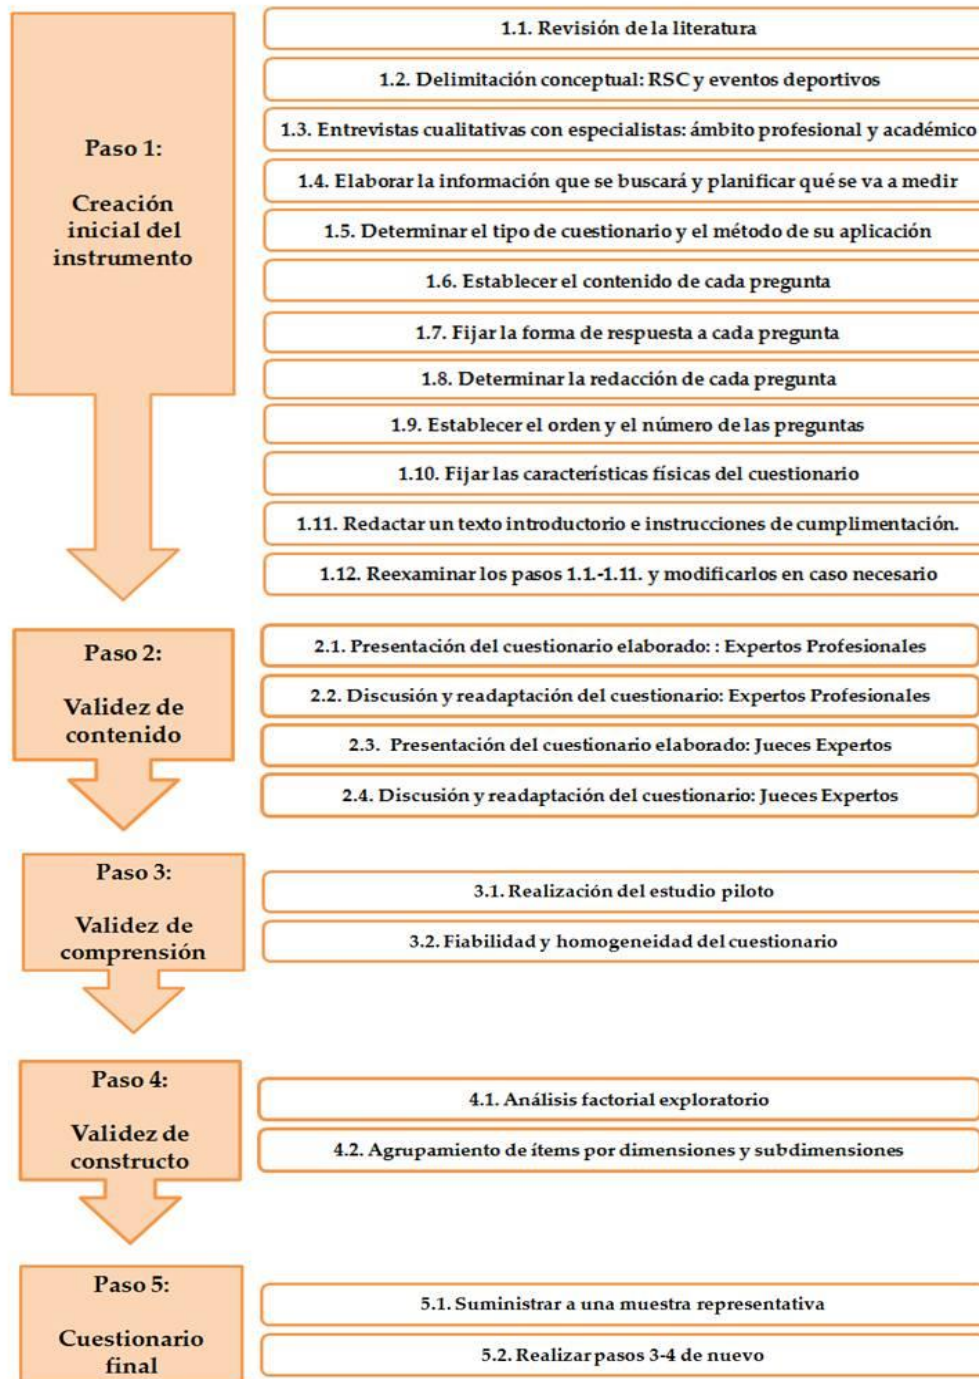 Paso 1:
Creación
inicial del
instrumento
1.1. Revisión de la literatura
1.2. Delimitación conceptual: RSC y eventos deportivos
1.3. Entrevistas cualitativas con especialistas: ámbito profesional y académico
1.4. Elaborar la información que se buscará y planificar qué se va a medir
1.5. Determinar el tipo de cuestionario y el método de su aplicación
1.6. Establecer el contenido de cada pregunta
1.7. Fijar la forma de respuesta a cada pregunta
1.8. Determinar la redacción de cada pregunta
1.9. Establecer el orden y el número de las preguntas
1.10. Fijar las características físicas del cuestionario
1.11. Redactar un texto introductorio e instrucciones de cumplimentación.
1.12. Reexaminar los pasos 1.1.-1.11. y modificarlos en caso necesario
Paso 2:
Validez de
contenido
2.1. Presentación del cuestionario elaborado: : Expertos Profesionales
2.2. Discusión y readaptación del cuestionario: Expertos Profesionales
2.3. Presentación del cuestionario elaborado: Jueces Expertos
2.4. Discusión y readaptación del cuestionario: Jueces Expertos
Paso 3:
Validez de
comprensión
3.1. Realización del estudio piloto
3.2. Fiabilidad y homogeneidad del cuestionario
Paso 4:
Validez de
constructo
4.1. Análisis factorial exploratorio
4.2. Agrupamiento de ítems por dimensiones y subdimensiones
Paso 5:
Cuestionario
final
5.1. Suministrar a una muestra representativa
5.2. Realizar pasos 3-4 de nuevo